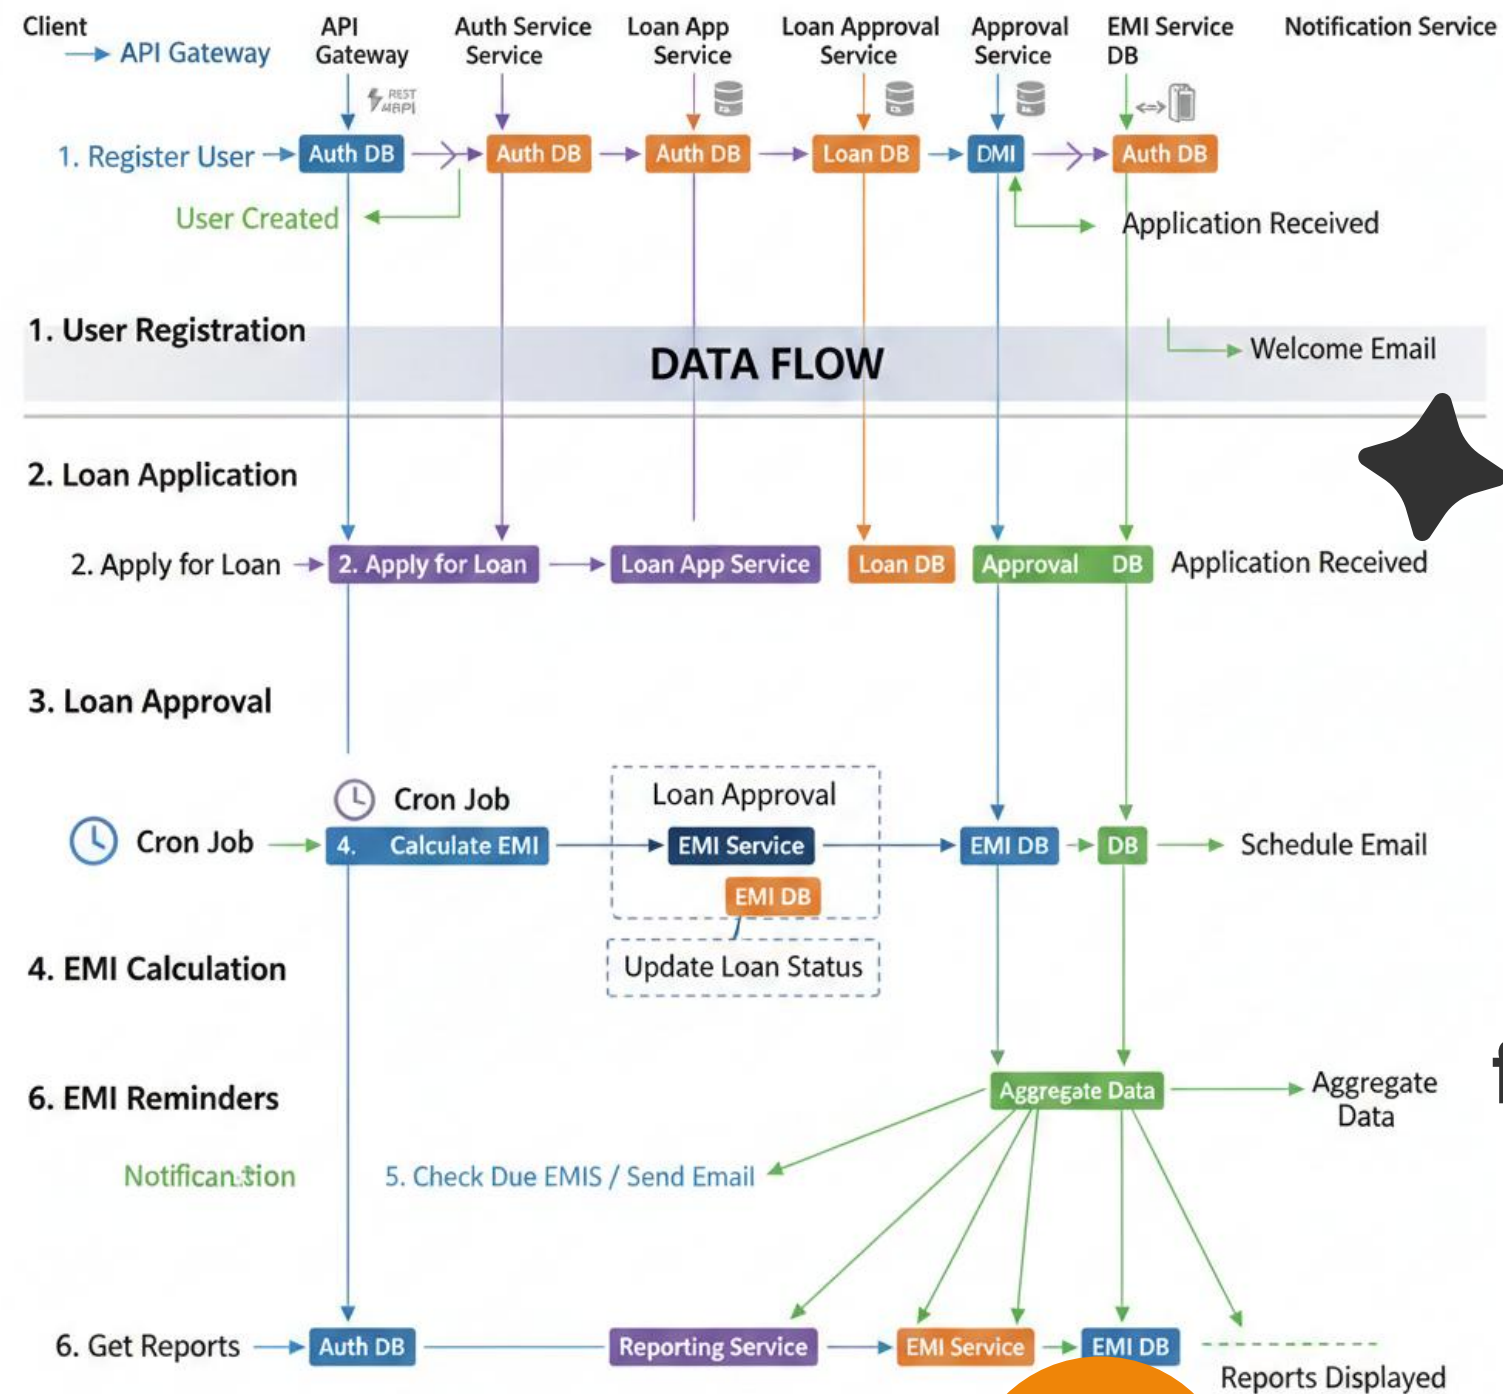 Client
API Gateway
API
Gateway
Auth Service
Service
Loan App
Service
Loan Approval
Service
Approval
Service
EMI Service
DB
Notification Service
REST
1. Register User
Auth DB
Auth DB
Auth DB
Loan DB
DMI
Auth DB
User Created
Application Received
1. User Registration
DATA FLOW
Welcome Email
2. Loan Application
2. Apply for Loan
2. Apply for Loan
Loan App Service
Loan DB
Approval DB
Application Received
3. Loan Approval
Cron Job
Loan Approval
Cron Job
4. Calculate EMI
EMI Service
EMI DB
DB
Schedule Email
EMI DB
4. EMI Calculation
Update Loan Status
6. EMI Reminders
Aggregate Data
Aggregate
Data
5. Check Due EMIS / Send Email
6. Get Reports
Auth DB
Reporting Service
EMI Service
EMI DB
Reports Displayed